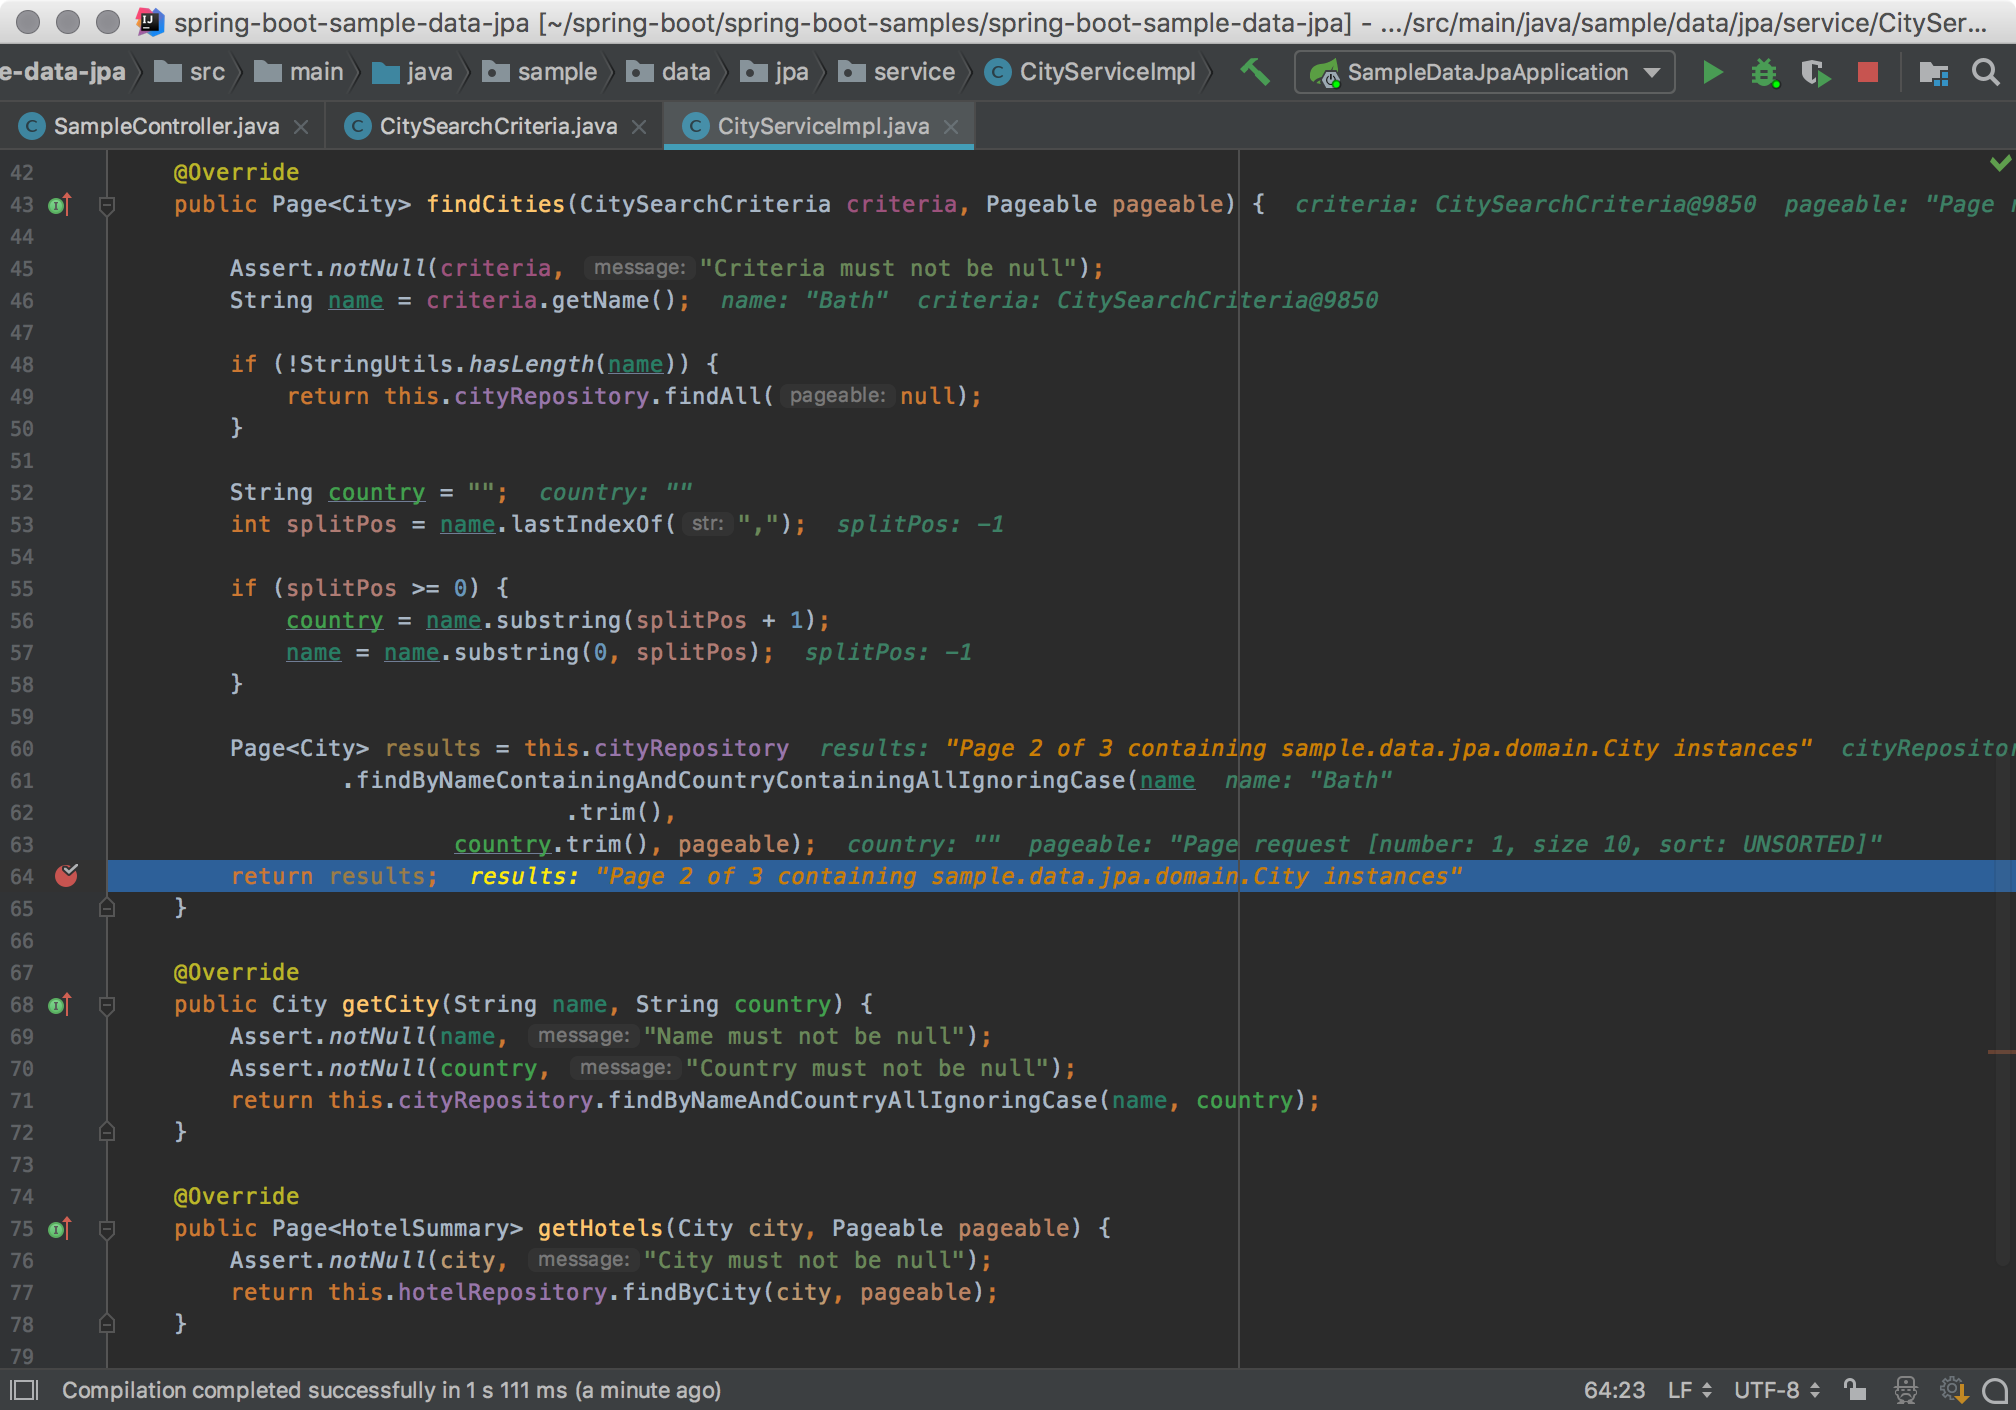 spring-boot-sample-data-jpa [~/spring-boot/spring-boot-samples/spring-boot-sample-data-jpa] - .../src/main/java/sample/data/jpa/service/CitySer...
e-data-jpa src main java sample data jpa service CityServiceImpl SampleDataJpaApplication
SampleController.java CitySearchCriteria.java CityServiceImpl.java
42 @Override
43 public Page<City> findCities(CitySearchCriteria criteria, Pageable pageable) { criteria: CitySearchCriteria@9850 pageable: "Page
44
45 Assert.notNull(criteria, message: "Criteria must not be null");
46 String name = criteria.getName(); name: "Bath" criteria: CitySearchCriteria@9850
47
48 if (!StringUtils.hasLength(name)) {
49 return this.cityRepository.findAll( pageable: null);
50 }
51
52 String country = ""; country: ""
53 int splitPos = name.lastIndexOf( str: ","); splitPos: -1
54
55 if (splitPos >= 0) {
56 country = name.substring(splitPos + 1);
57 name = name.substring(0, splitPos); splitPos: -1
58 }
59
60 Page<City> results = this.cityRepository results: "Page 2 of 3 containing sample.data.jpa.domain.City instances" cityRepositor
61 .findByNameContainingAndCountryContainingAllIgnoringCase(name name: "Bath"
62 .trim(),
63 country.trim(), pageable); country: "" pageable: "Page request [number: 1, size 10, sort: UNSORTED]"
64 return results; results: "Page 2 of 3 containing sample.data.jpa.domain.City instances"
65 }
66
67 @Override
68 public City getCity(String name, String country) {
69 Assert.notNull(name, message: "Name must not be null");
70 Assert.notNull(country, message: "Country must not be null");
71 return this.cityRepository.findByNameAndCountryAllIgnoringCase(name, country);
72 }
73
74 @Override
75 public Page<HotelSummary> getHotels(City city, Pageable pageable) {
76 Assert.notNull(city, message: "City must not be null");
77 return this.hotelRepository.findByCity(city, pageable);
78 }
79
Compilation completed successfully in 1 s 111 ms (a minute ago) 64:23 LF UTF-8